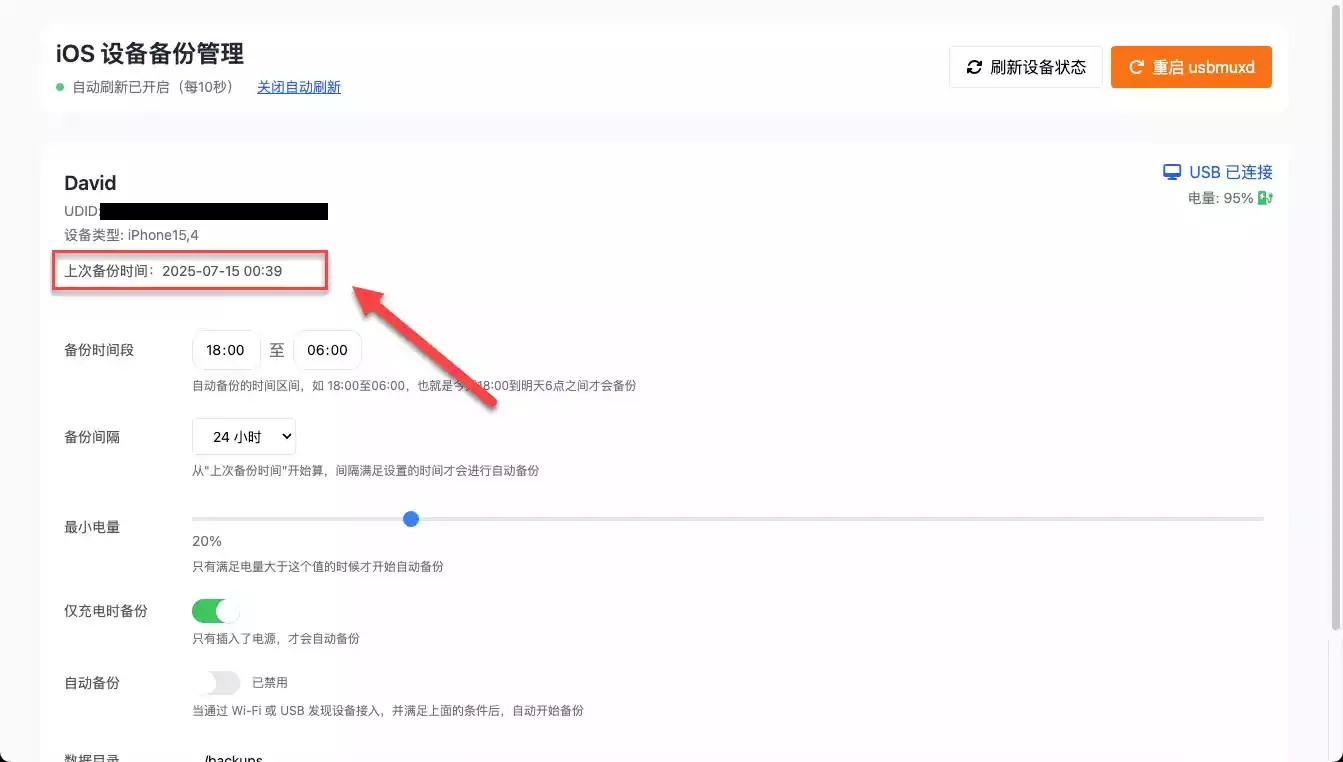 iOS 设备备份管理
自动刷新已开启（每10秒） 关闭自动刷新
刷新设备状态
重启 usbmuxd
David
USB 已连接
UDID:
电量: 95%
设备类型: iPhone15,4
上次备份时间：2025-07-15 00:39
备份时间段 18:00 至 06:00
自动备份的时间区间，如 18:00至06:00，也就是今天18:00到明天6点之间才会备份
备份间隔 24 小时
从"上次备份时间"开始算，间隔满足设置的时间才会进行自动备份
最小电量
20%
只有满足电量大于这个值的时候才开始自动备份
仅充电时备份
只有插入了电源，才会自动备份
自动备份 已禁用
当通过 Wi-Fi 或 USB 发现设备接入，并满足上面的条件后，自动开始备份
数据目录 ./backups